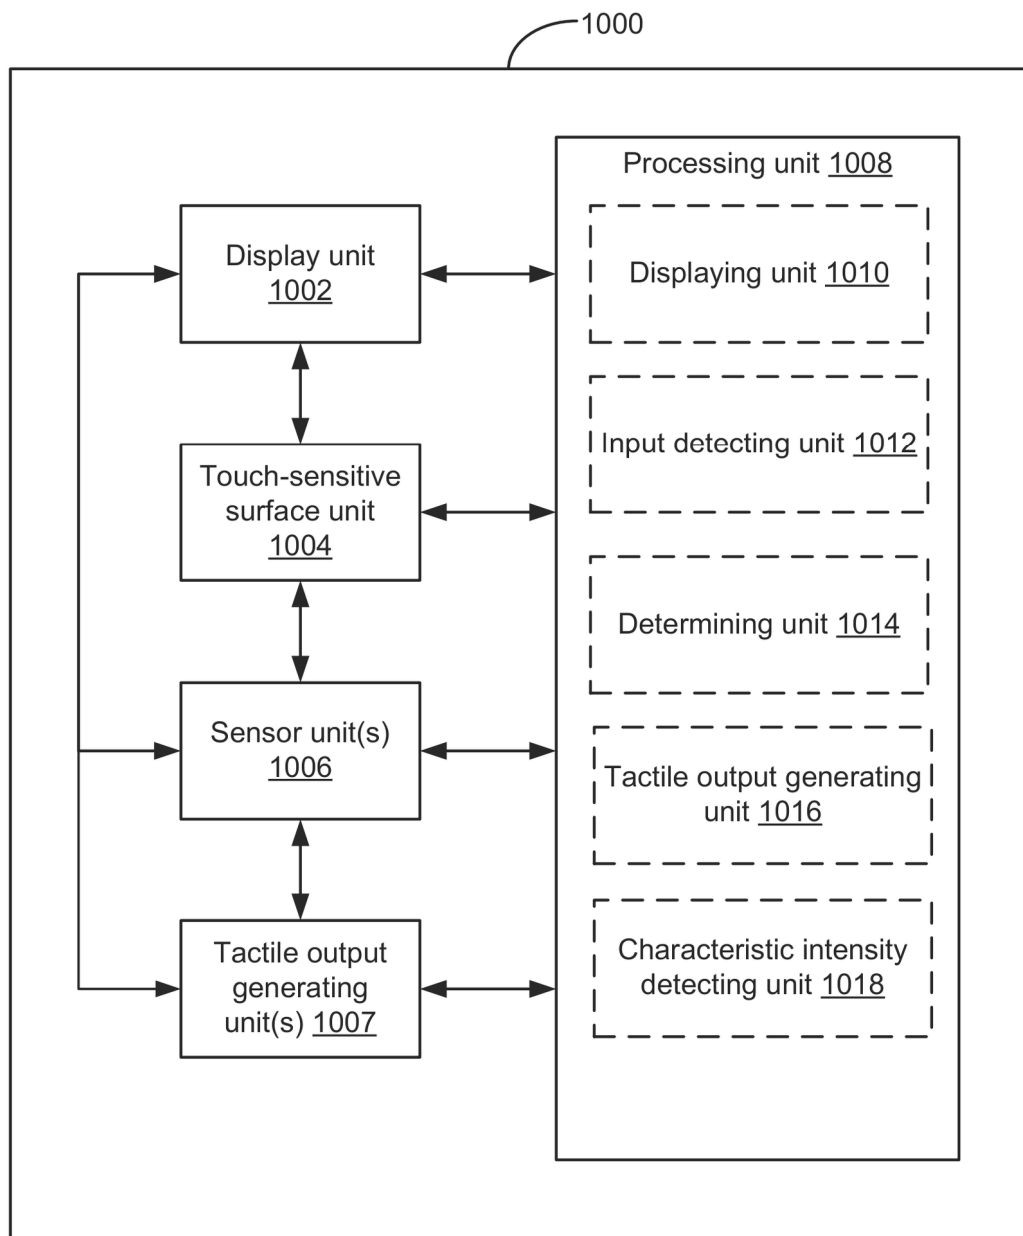 1000
Processing unit 1008
Display unit
1002
Displaying unit 1010
Touch-sensitive
surface unit
1004
Input detecting unit 1012
Determining unit 1014
Sensor unit(s)
1006
Tactile output generating
unit 1016
Tactile output
generating
unit(s) 1007
Characteristic intensity
detecting unit 1018